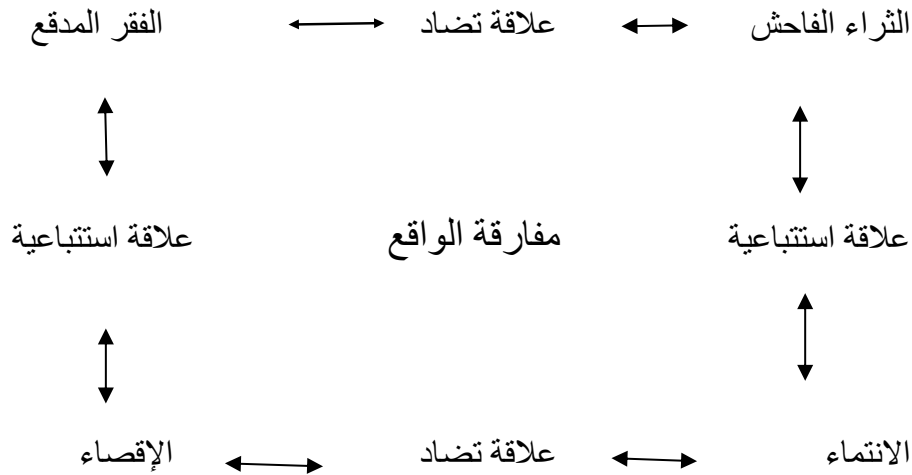 الثراء الفاحش علاقة تضاد الفقر المدقع
علاقة استتباعية مفارقة الواقع علاقة استتباعية
الانتماء علاقة تضاد الإقصاء